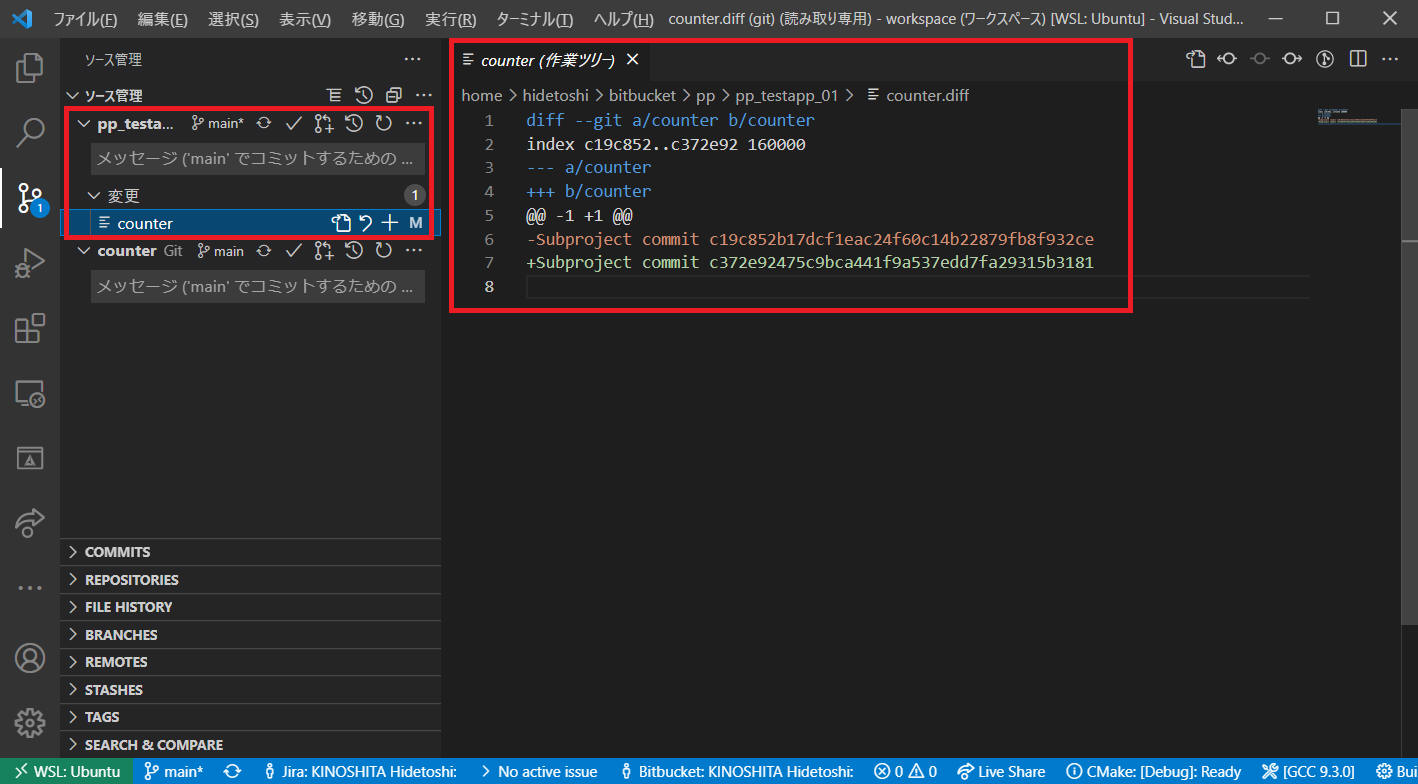 ファイル(F) 編集(E) 選択(S) 表示(V) 移動(G) 実行(R) ターミナル(T) ヘルプ(H) counter.diff (git) (読み取り専用) - workspace (ワークスペース) [WSL: Ubuntu] - Visual Stud...
ソース管理
ソース管理
pp_testa... main*
メッセージ ('main' でコミットするための ...
変更 1
counter M
counter Git main
メッセージ ('main' でコミットするための ...
1
COMMITS
REPOSITORIES
FILE HISTORY
BRANCHES
REMOTES
STASHES
TAGS
SEARCH & COMPARE
counter (作業ツリー)
home > hidetoshi > bitbucket > pp > pp_testapp_01 > counter.diff
1 diff --git a/counter b/counter
2 index c19c852..c372e92 160000
3 --- a/counter
4 +++ b/counter
5 @@ -1 +1 @@
6 -Subproject commit c19c852b17dcf1eac24f60c14b22879fb8f932ce
7 +Subproject commit c372e92475c9bca441f9a537edd7fa29315b3181
8
WSL: Ubuntu main* Jira: KINOSHITA Hidetoshi: No active issue Bitbucket: KINOSHITA Hidetoshi: 0 0 Live Share CMake: [Debug]: Ready [GCC 9.3.0] Bui